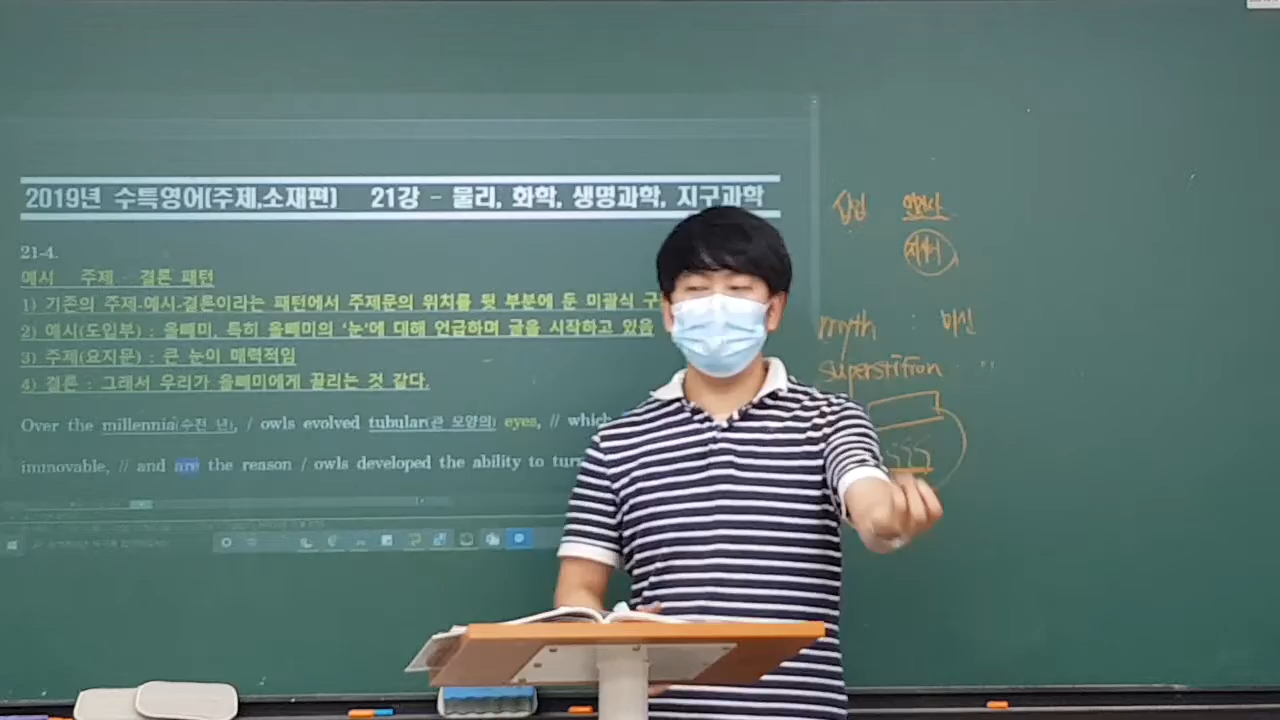 2019년 수특영어(주제,소재편) 21강 - 물리, 화학, 생명과학, 지구과학
21-4.
예시 - 주제 - 결론 패턴
1) 기존의 주제-예시-결론이라는 패턴에서 주제문의 위치를 뒷 부분에 둔 미괄식 구
2) 예시(도입부) : 올빼미, 특히 올빼미의 '눈'에 대해 언급하며 글을 시작하고 있음
3) 주제(요지문) : 큰 눈이 매력적임
4) 결론 : 그래서 우리가 올빼미에게 끌리는 것 같다.
Over the millennia(수천 년), / owls evolved tubular(관 모양의) eyes, // which
immovable, // and are the reason / owls developed the ability to turn
myth : 미신
superstition